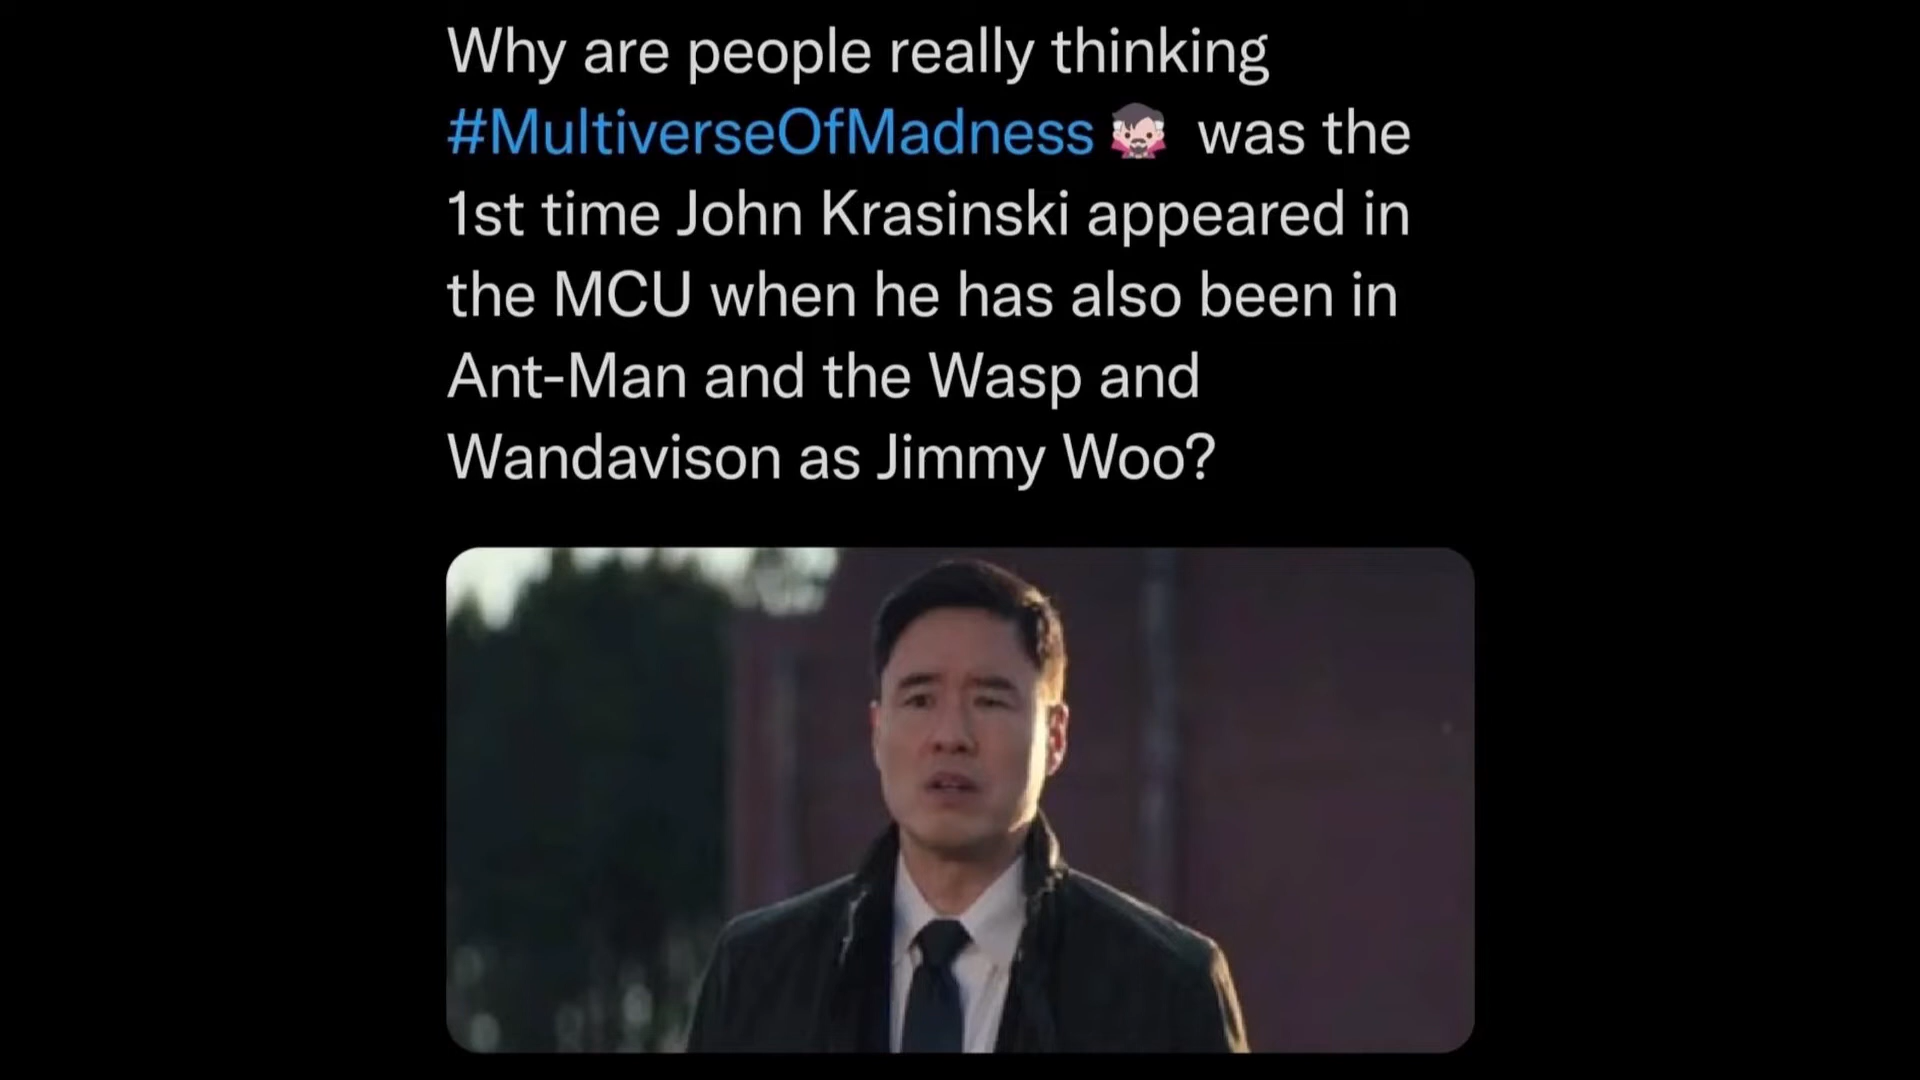 Why are people really thinking
#MultiverseOfMadness was the
1st time John Krasinski appeared in
the MCU when he has also been in
Ant-Man and the Wasp and
Wandavison as Jimmy Woo?